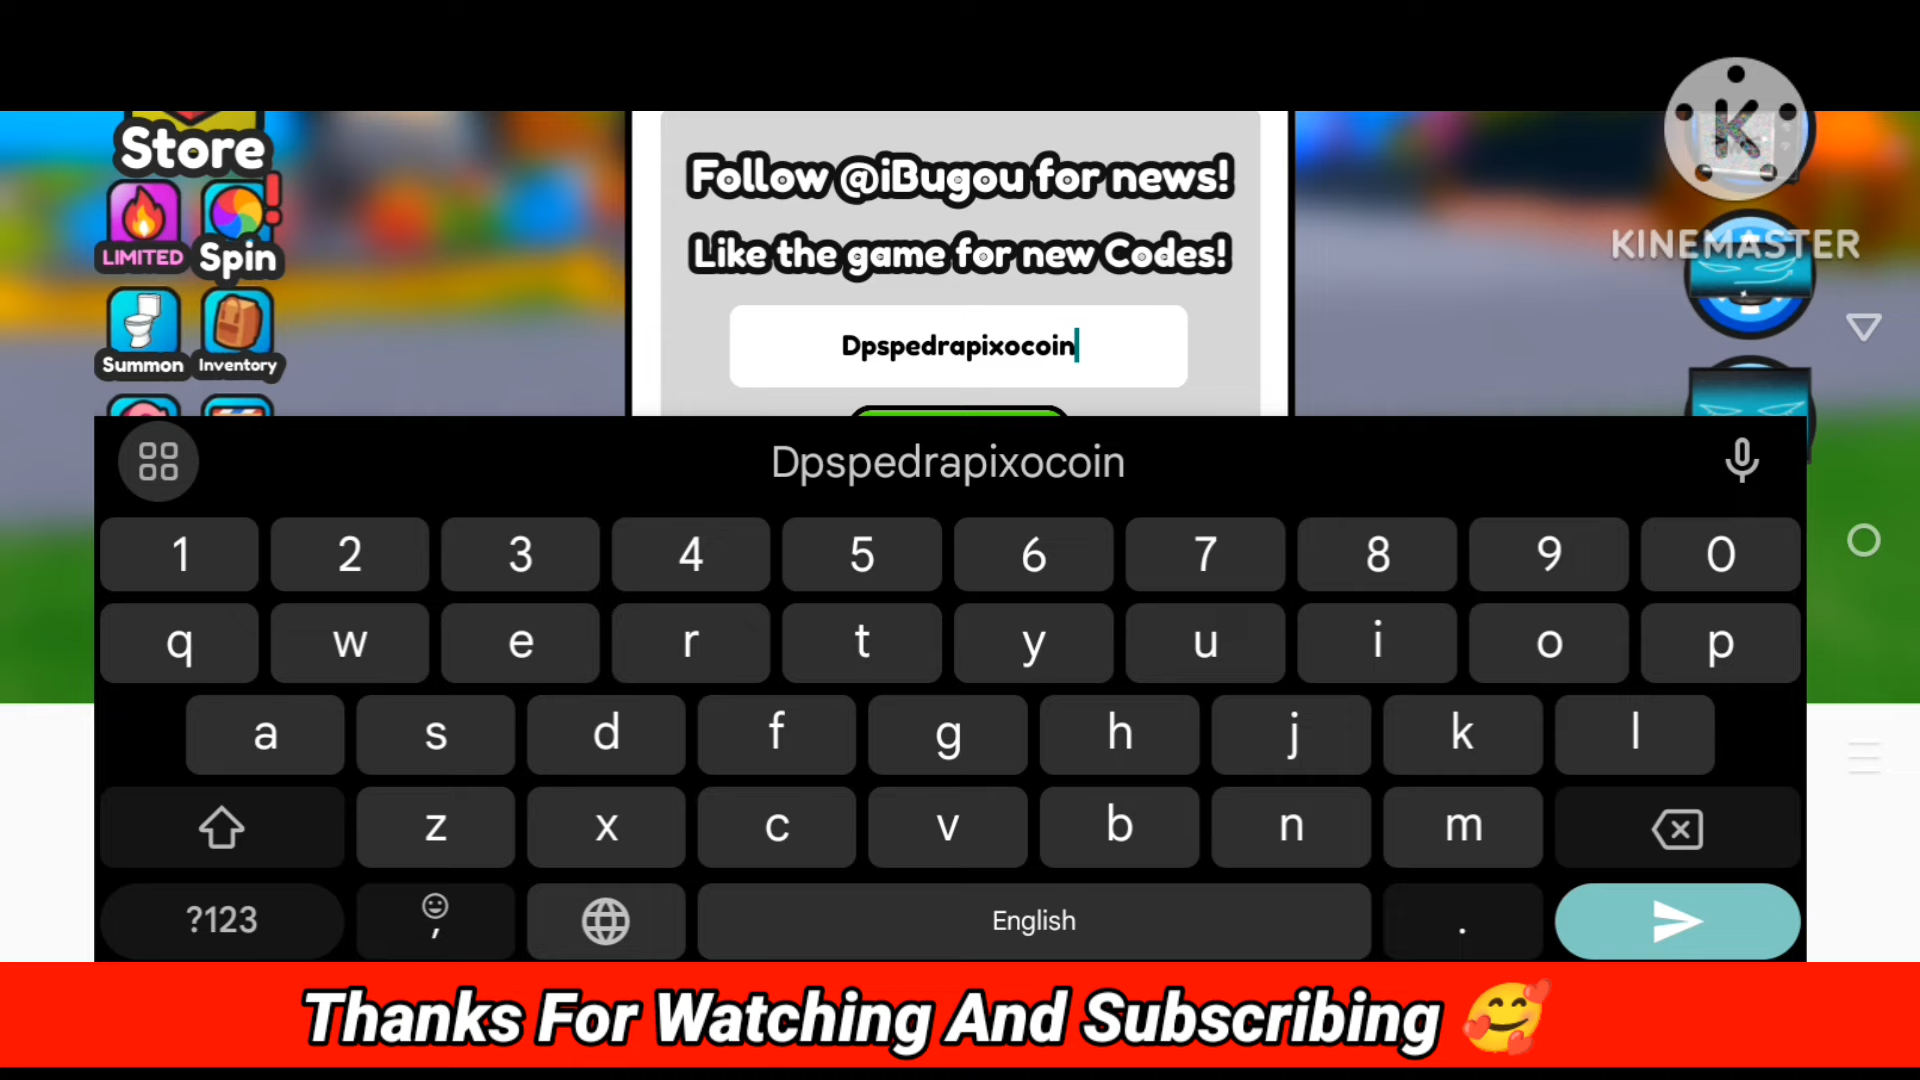 Store
LIMITED
Spin
Summon
Inventory
Follow @iBugou for news!
Like the game for new Codes!
Dpspedrapixocoin
K
KINEMASTER
Dpspedrapixocoin
1 2 3 4 5 6 7 8 9 0
q w e r t y u i o p
a s d f g h j k l
z x c v b n m
?123 , English .
Thanks For Watching And Subscribing 🥰